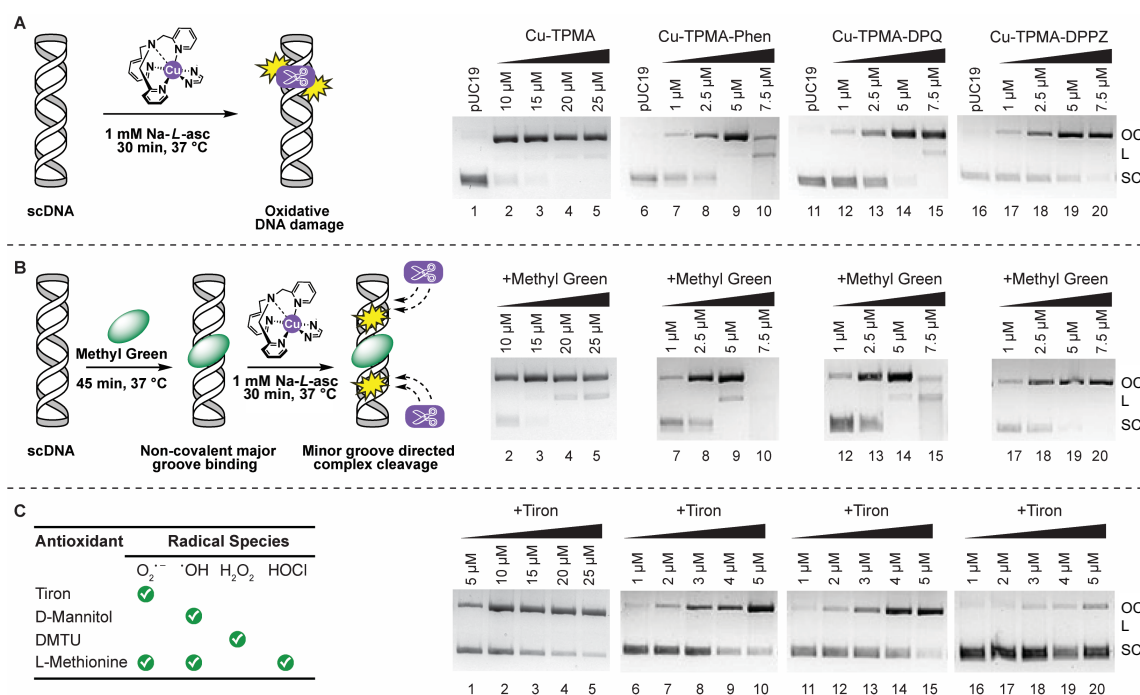 A
N
N
N
N
Cu
N
N
1 mM Na-L-asc
30 min, 37 °C
scDNA
Oxidative
DNA damage
Cu-TPMA
Cu-TPMA-Phen
Cu-TPMA-DPQ
Cu-TPMA-DPPZ
pUC19 10 µM 15 µM 20 µM 25 µM
pUC19 1 µM 2.5 µM 5 µM 7.5 µM
pUC19 1 µM 2.5 µM 5 µM 7.5 µM
pUC19 1 µM 2.5 µM 5 µM 7.5 µM
OC
L
SC
1 2 3 4 5 6 7 8 9 10 11 12 13 14 15 16 17 18 19 20
B
Methyl Green
45 min, 37 °C
N
N
N
N
Cu
N
N
1 mM Na-L-asc
30 min, 37 °C
scDNA
Non-covalent major
groove binding
Minor groove directed
complex cleavage
+Methyl Green
+Methyl Green
+Methyl Green
+Methyl Green
10 µM 15 µM 20 µM 25 µM
1 µM 2.5 µM 5 µM 7.5 µM
1 µM 2.5 µM 5 µM 7.5 µM
1 µM 2.5 µM 5 µM 7.5 µM
OC
L
SC
2 3 4 5 7 8 9 10 12 13 14 15 17 18 19 20
C
Antioxidant Radical Species
O₂˙⁻ ˙OH H₂O₂ HOCl
Tiron
D-Mannitol
DMTU
L-Methionine
+Tiron
+Tiron
+Tiron
+Tiron
5 µM 10 µM 15 µM 20 µM 25 µM
1 µM 2 µM 3 µM 4 µM 5 µM
1 µM 2 µM 3 µM 4 µM 5 µM
1 µM 2 µM 3 µM 4 µM 5 µM
OC
L
SC
1 2 3 4 5 6 7 8 9 10 11 12 13 14 15 16 17 18 19 20